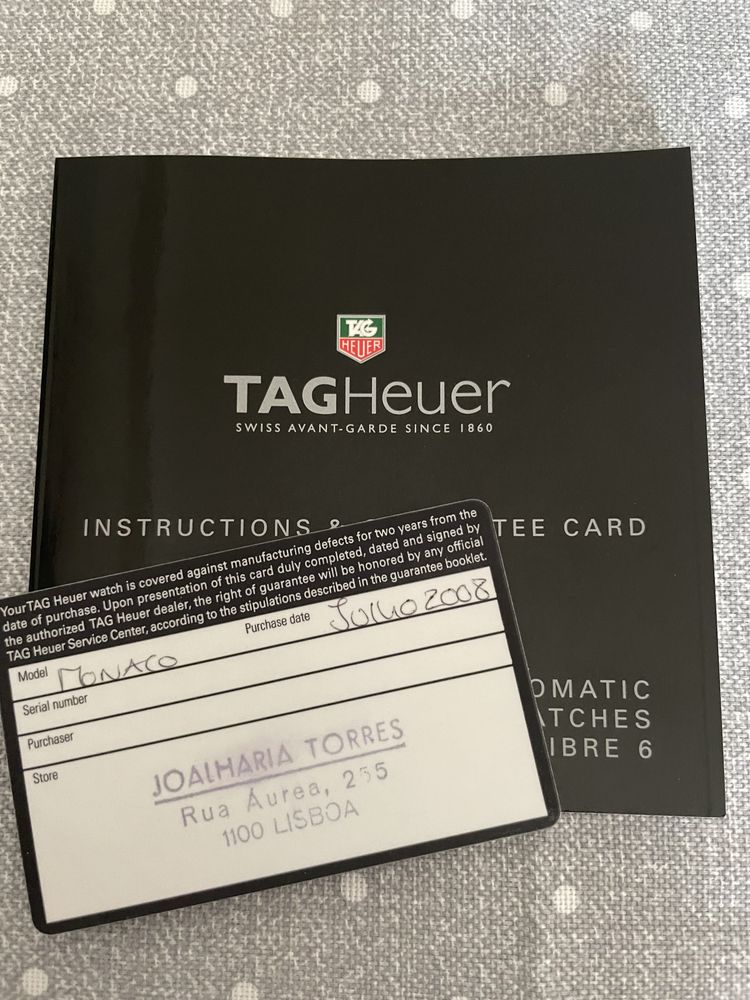 TAG
HEUER
TAGHeuer
SWISS AVANT-GARDE SINCE 1860
INSTRUCTIONS & TEE CARD
OMATIC
ATCHES
IBRE 6
Your TAG Heuer watch is covered against manufacturing defects for two years from the
date of purchase. Upon presentation of this card duly completed, dated and signed by
the authorized TAG Heuer dealer, the right of guarantee will be honored by any official
TAG Heuer Service Center, according to the stipulations described in the guarantee booklet.
Model MONACO Purchase date Julho 2008
Serial number
Purchaser
Store
JOALHARIA TORRES
Rua Áurea, 255
1100 LISBOA